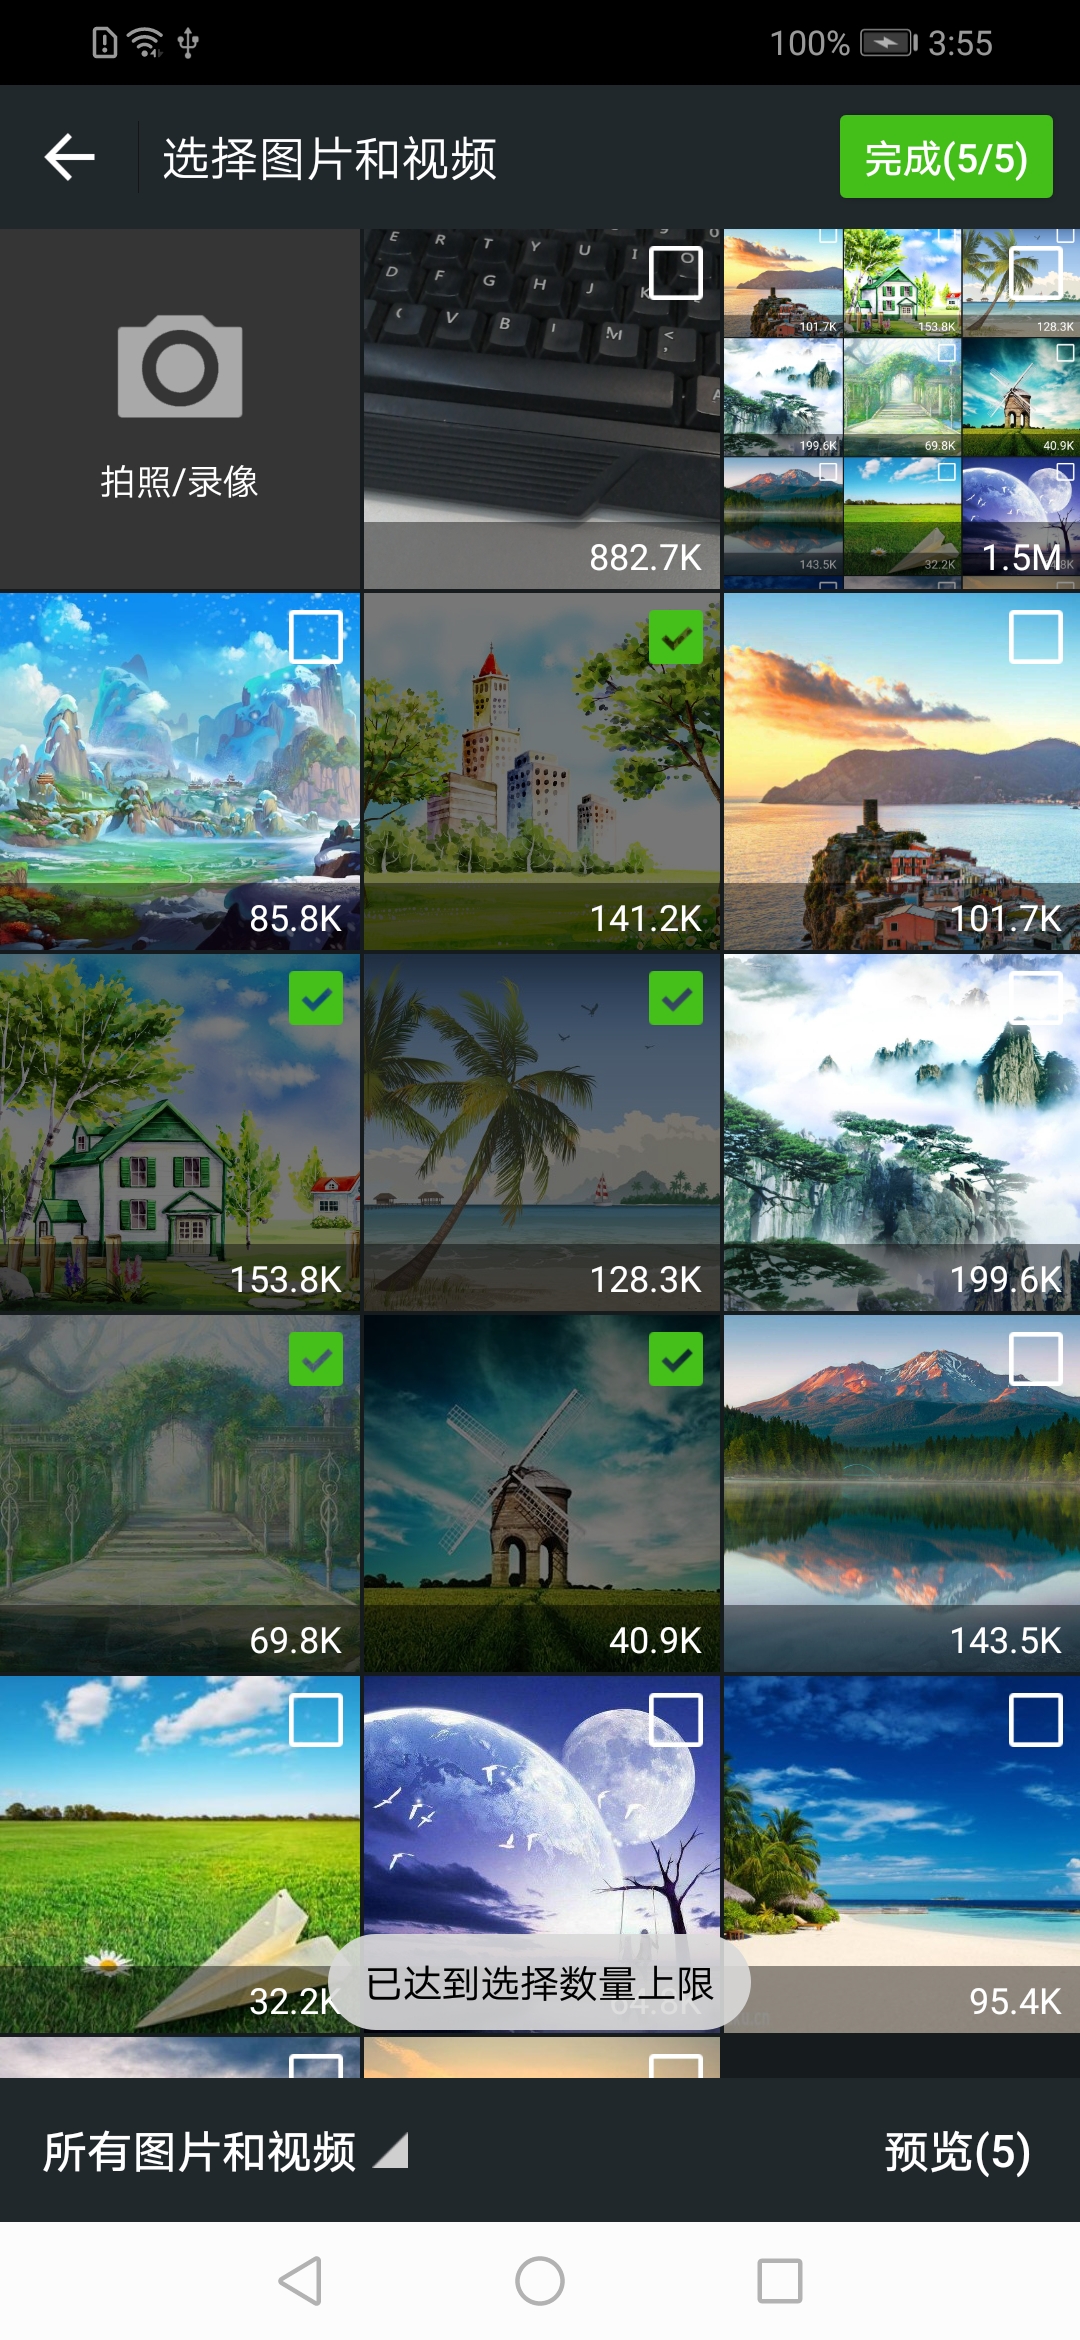 100% 3:55
选择图片和视频
完成(5/5)
拍照/录像
E R T Y U I O
D F G H J K
V B M <
882.7K
101.7K 153.8K 128.3K
199.6K 69.8K 40.9K
143.5K 32.2K
1.5M
85.8K
141.2K
101.7K
153.8K
128.3K
199.6K
69.8K
40.9K
143.5K
32.2K
64.8K
95.4K
已达到选择数量上限
所有图片和视频
预览(5)